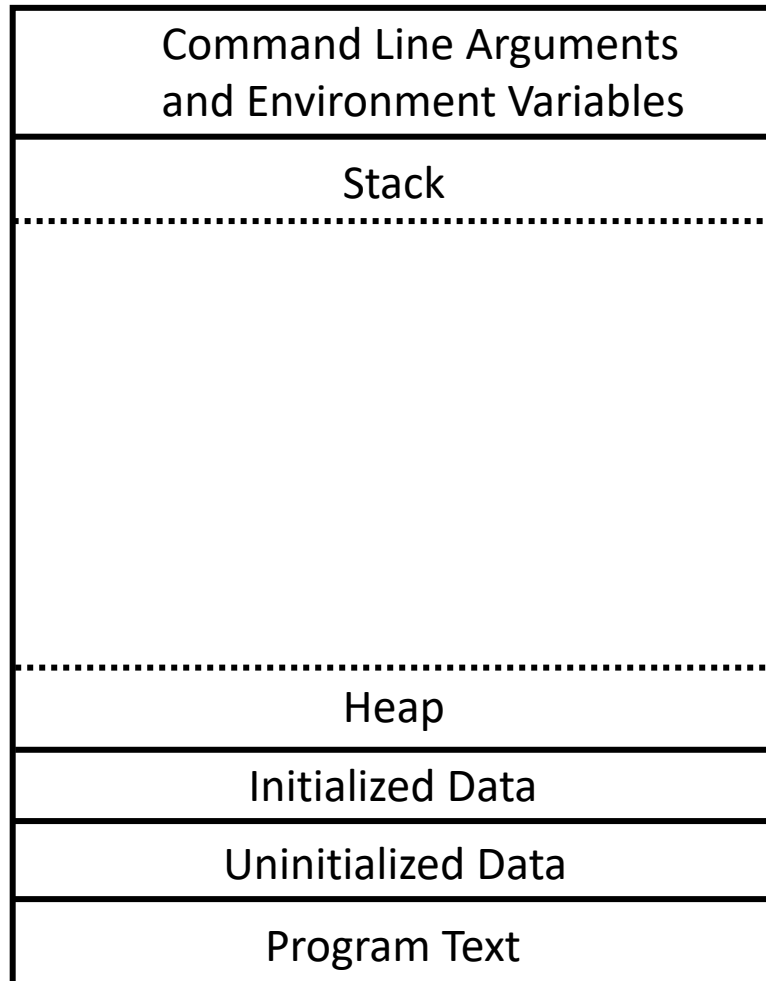 Command Line Arguments
and Environment Variables
Stack
Heap
Initialized Data
Uninitialized Data
Program Text